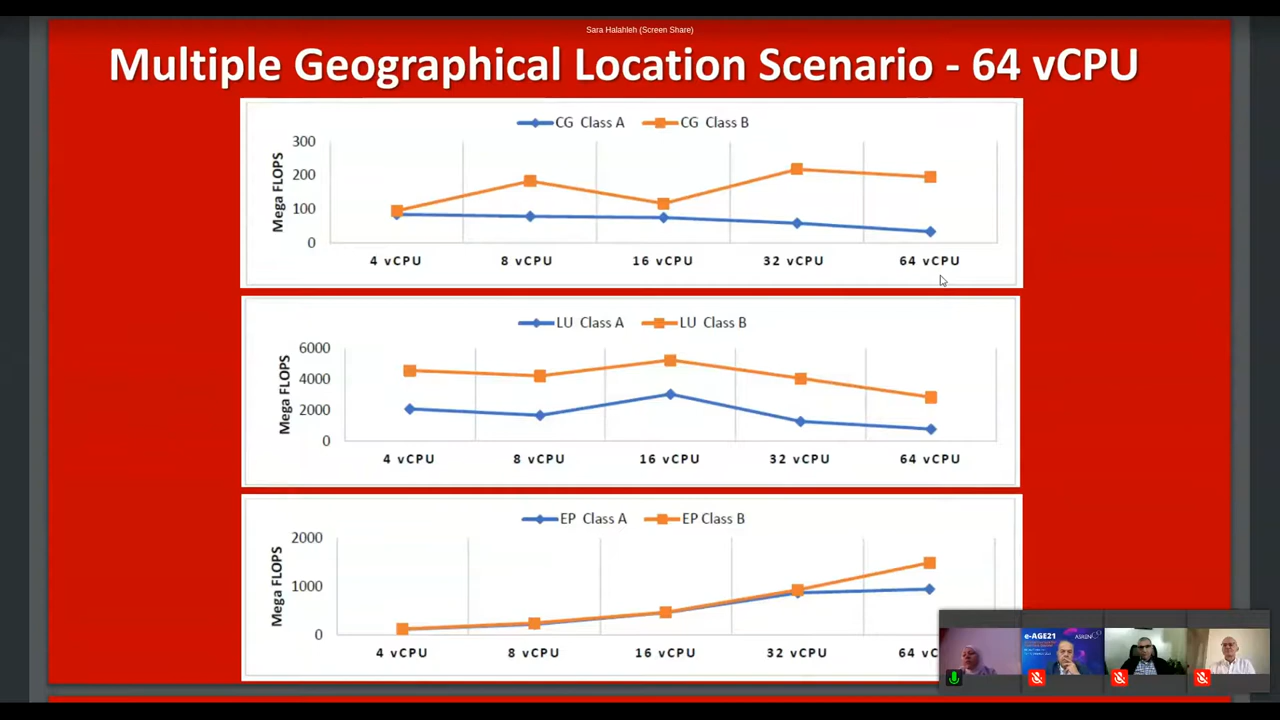 Sara Halahleh (Screen Share)
Multiple Geographical Location Scenario - 64 vCPU
CG Class A CG Class B
Mega FLOPS
300
200
100
0
4 vCPU 8 vCPU 16 vCPU 32 vCPU 64 vCPU
LU Class A LU Class B
Mega FLOPS
6000
4000
2000
0
4 vCPU 8 vCPU 16 vCPU 32 vCPU 64 vCPU
EP Class A EP Class B
Mega FLOPS
2000
1000
0
4 vCPU 8 vCPU 16 vCPU 32 vCPU 64 vC
e-AGE21